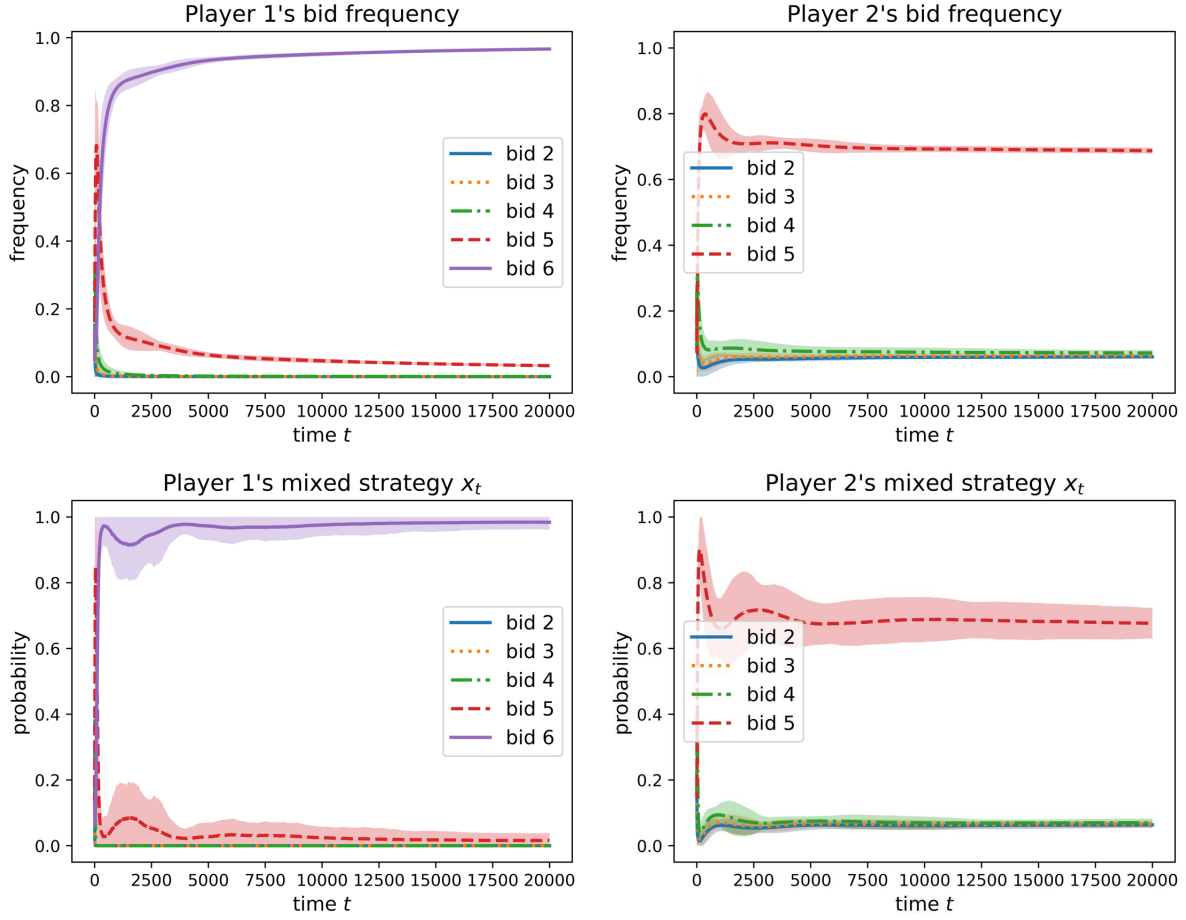 Player 1's bid frequency
frequency
1.0
0.8
0.6
0.4
0.2
0.0
bid 2
bid 3
bid 4
bid 5
bid 6
0 2500 5000 7500 10000 12500 15000 17500 20000
time t
Player 2's bid frequency
frequency
1.0
0.8
0.6
0.4
0.2
0.0
bid 2
bid 3
bid 4
bid 5
0 2500 5000 7500 10000 12500 15000 17500 20000
time t
Player 1's mixed strategy x_t
probability
1.0
0.8
0.6
0.4
0.2
0.0
bid 2
bid 3
bid 4
bid 5
bid 6
0 2500 5000 7500 10000 12500 15000 17500 20000
time t
Player 2's mixed strategy x_t
probability
1.0
0.8
0.6
0.4
0.2
0.0
bid 2
bid 3
bid 4
bid 5
0 2500 5000 7500 10000 12500 15000 17500 20000
time t